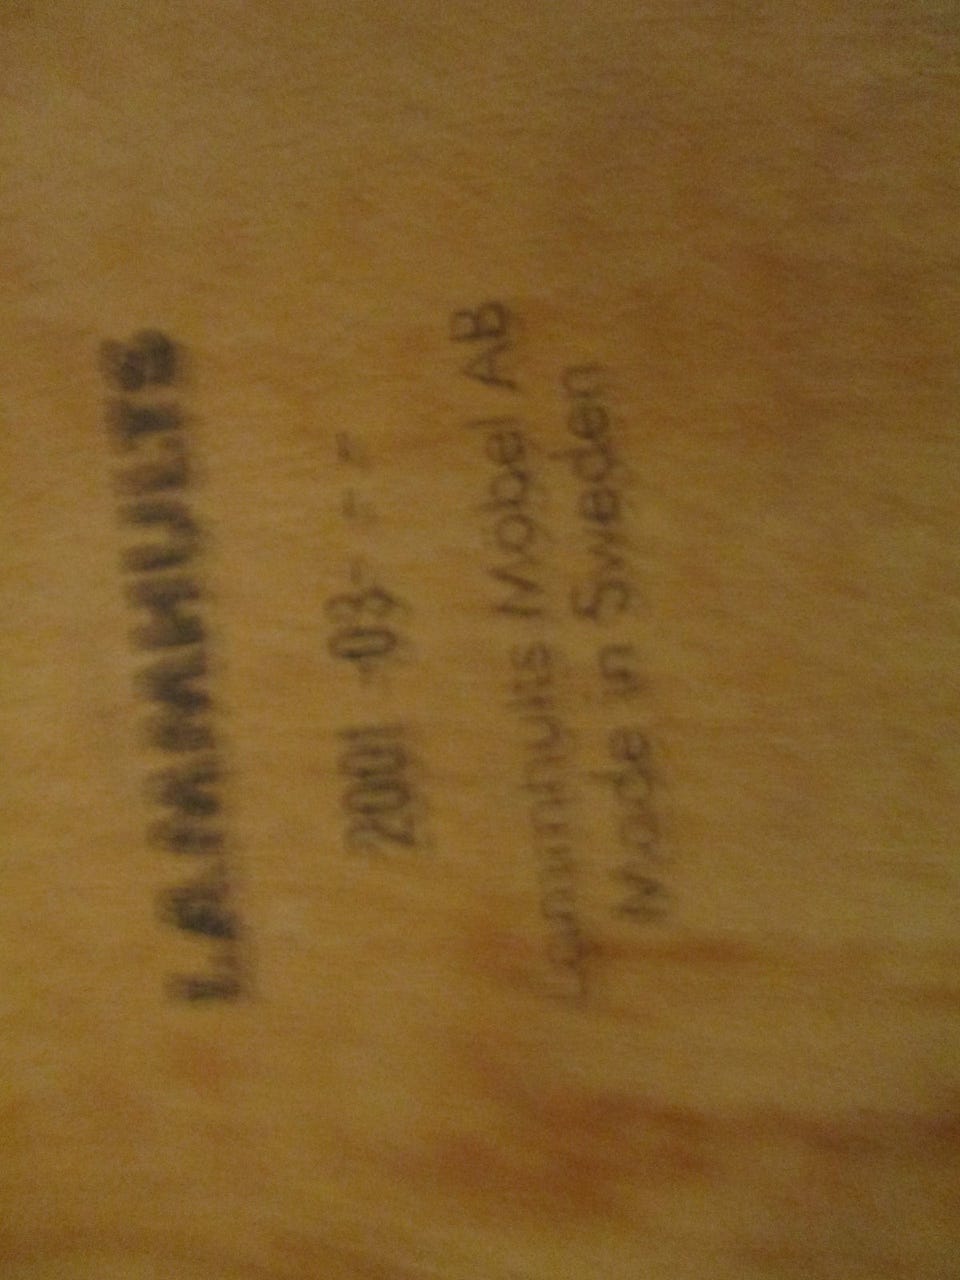 LAMMHULTS
2001 -03- - -
Lammhults Möbel AB
Made in Sweden